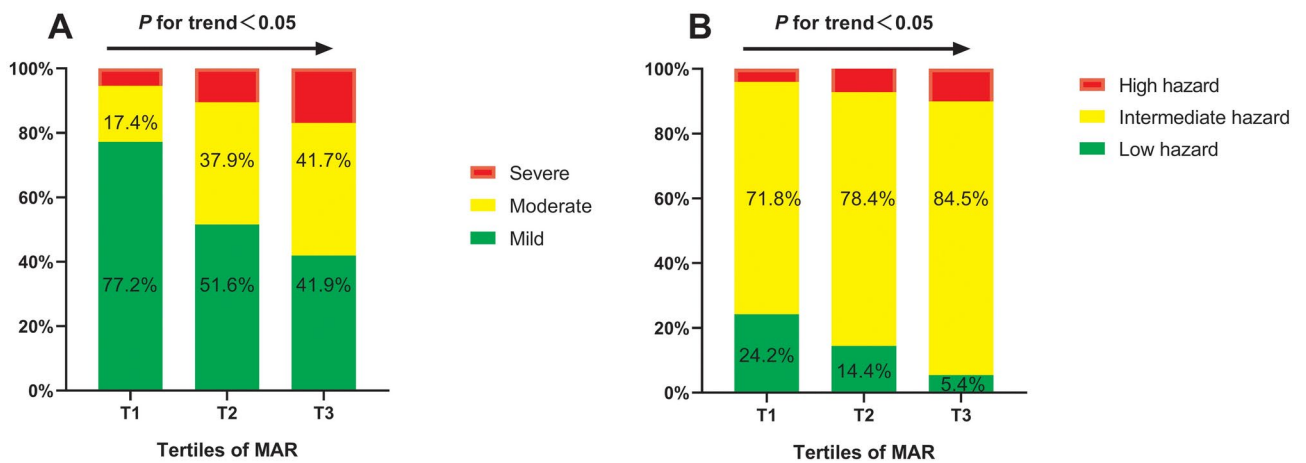 A
P for trend＜0.05
100%
80%
60%
40%
20%
0%
17.4%
37.9%
41.7%
77.2%
51.6%
41.9%
T1
T2
T3
Tertiles of MAR
Severe
Moderate
Mild
B
P for trend＜0.05
100%
80%
60%
40%
20%
0%
71.8%
78.4%
84.5%
24.2%
14.4%
5.4%
T1
T2
T3
Tertiles of MAR
High hazard
Intermediate hazard
Low hazard